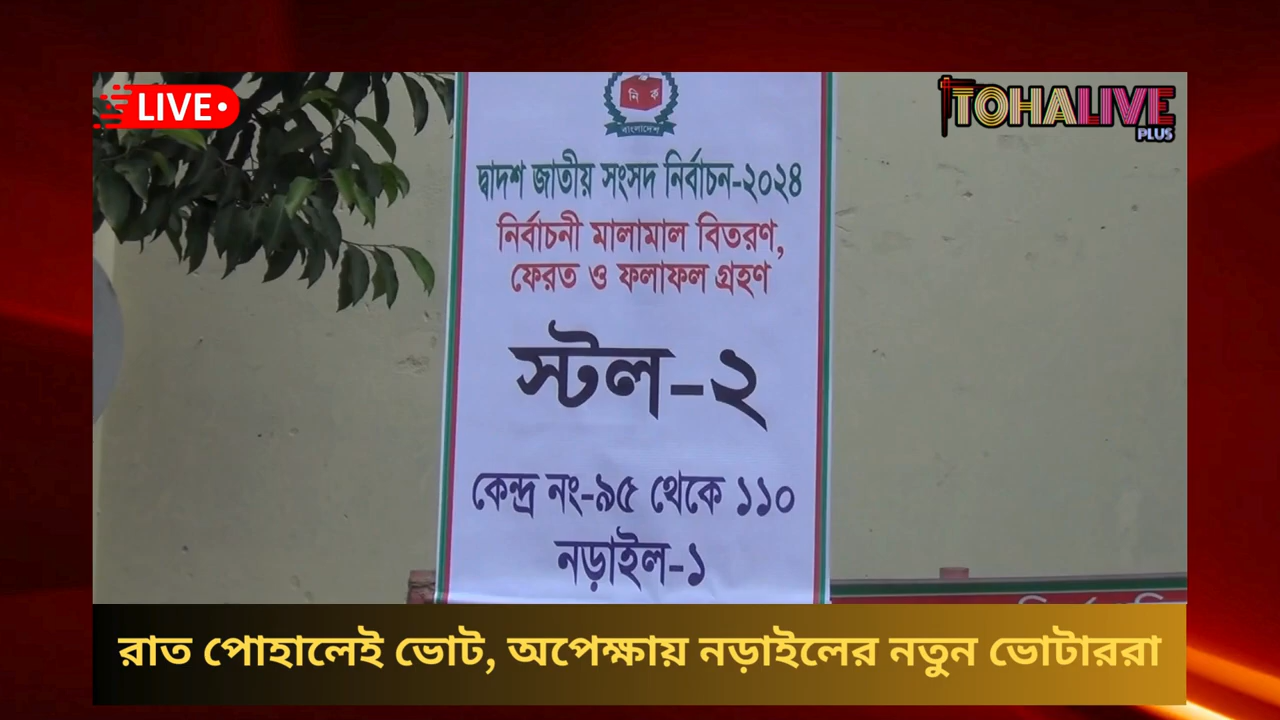 LIVE
TOHALIVE
PLUS
নি ক
বাংলাদেশ
দ্বাদশ জাতীয় সংসদ নির্বাচন-২০২৪
নির্বাচনী মালামাল বিতরণ,
ফেরত ও ফলাফল গ্রহণ
স্টল-২
কেন্দ্র নং-৯৫ থেকে ১১০
নড়াইল-১
রাত পোহালেই ভোট, অপেক্ষায় নড়াইলের নতুন ভোটাররা